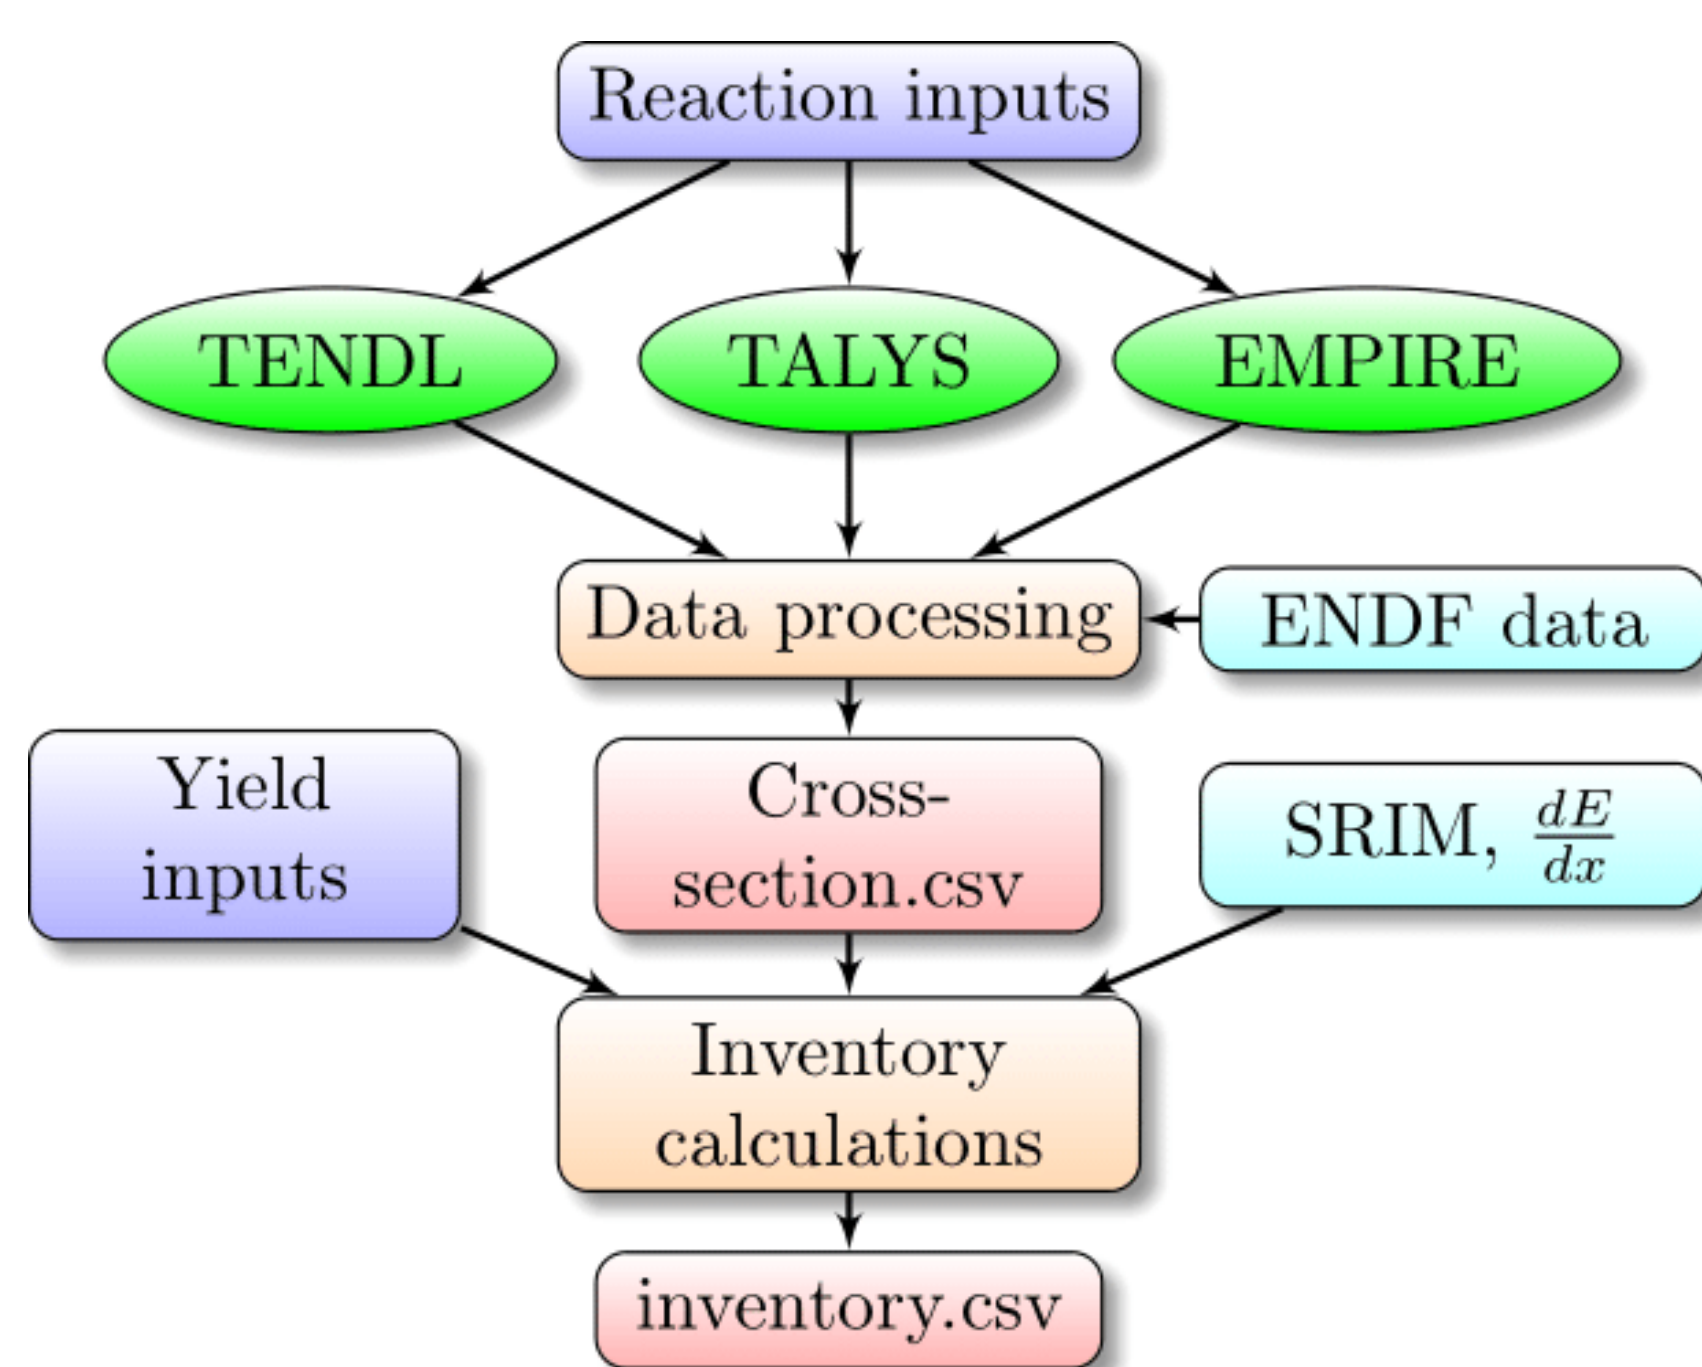 Reaction inputs
TENDL
TALYS
EMPIRE
Data processing
ENDF data
Yield
inputs
Cross-
section.csv
SRIM, $\frac{dE}{dx}$
Inventory
calculations
inventory.csv